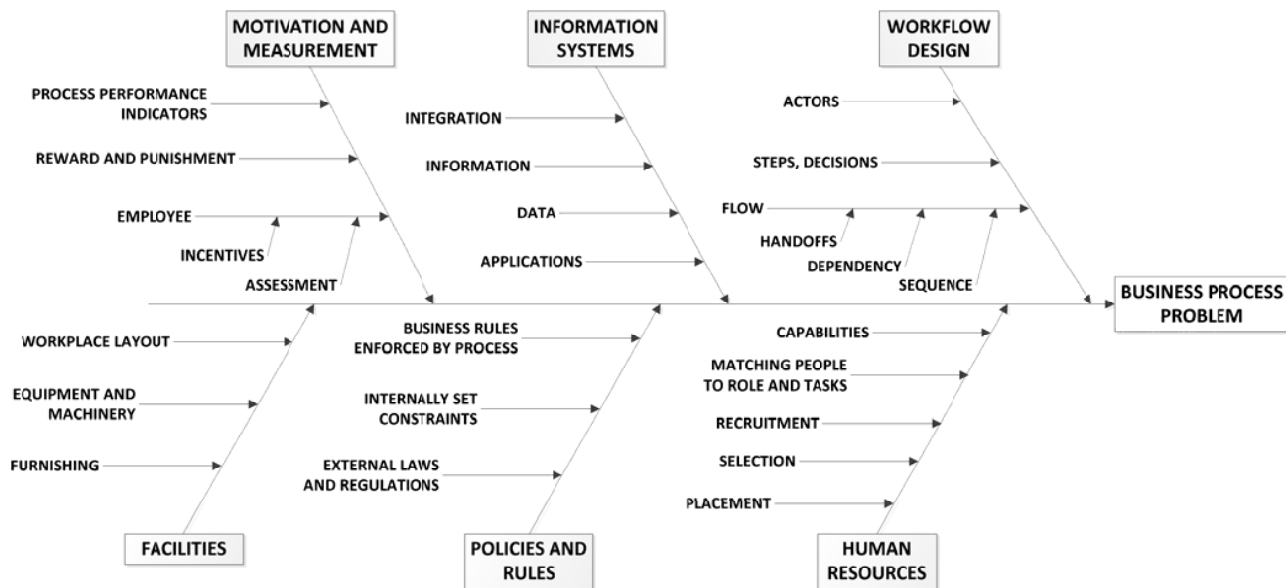 MOTIVATION AND
MEASUREMENT
INFORMATION
SYSTEMS
WORKFLOW
DESIGN
PROCESS PERFORMANCE
INDICATORS
REWARD AND PUNISHMENT
EMPLOYEE
INCENTIVES
ASSESSMENT
INTEGRATION
INFORMATION
DATA
APPLICATIONS
ACTORS
STEPS, DECISIONS
FLOW
HANDOFFS
DEPENDENCY
SEQUENCE
BUSINESS PROCESS
PROBLEM
WORKPLACE LAYOUT
EQUIPMENT AND
MACHINERY
FURNISHING
BUSINESS RULES
ENFORCED BY PROCESS
INTERNALLY SET
CONSTRAINTS
EXTERNAL LAWS
AND REGULATIONS
CAPABILITIES
MATCHING PEOPLE
TO ROLE AND TASKS
RECRUITMENT
SELECTION
PLACEMENT
FACILITIES
POLICIES AND
RULES
HUMAN
RESOURCES